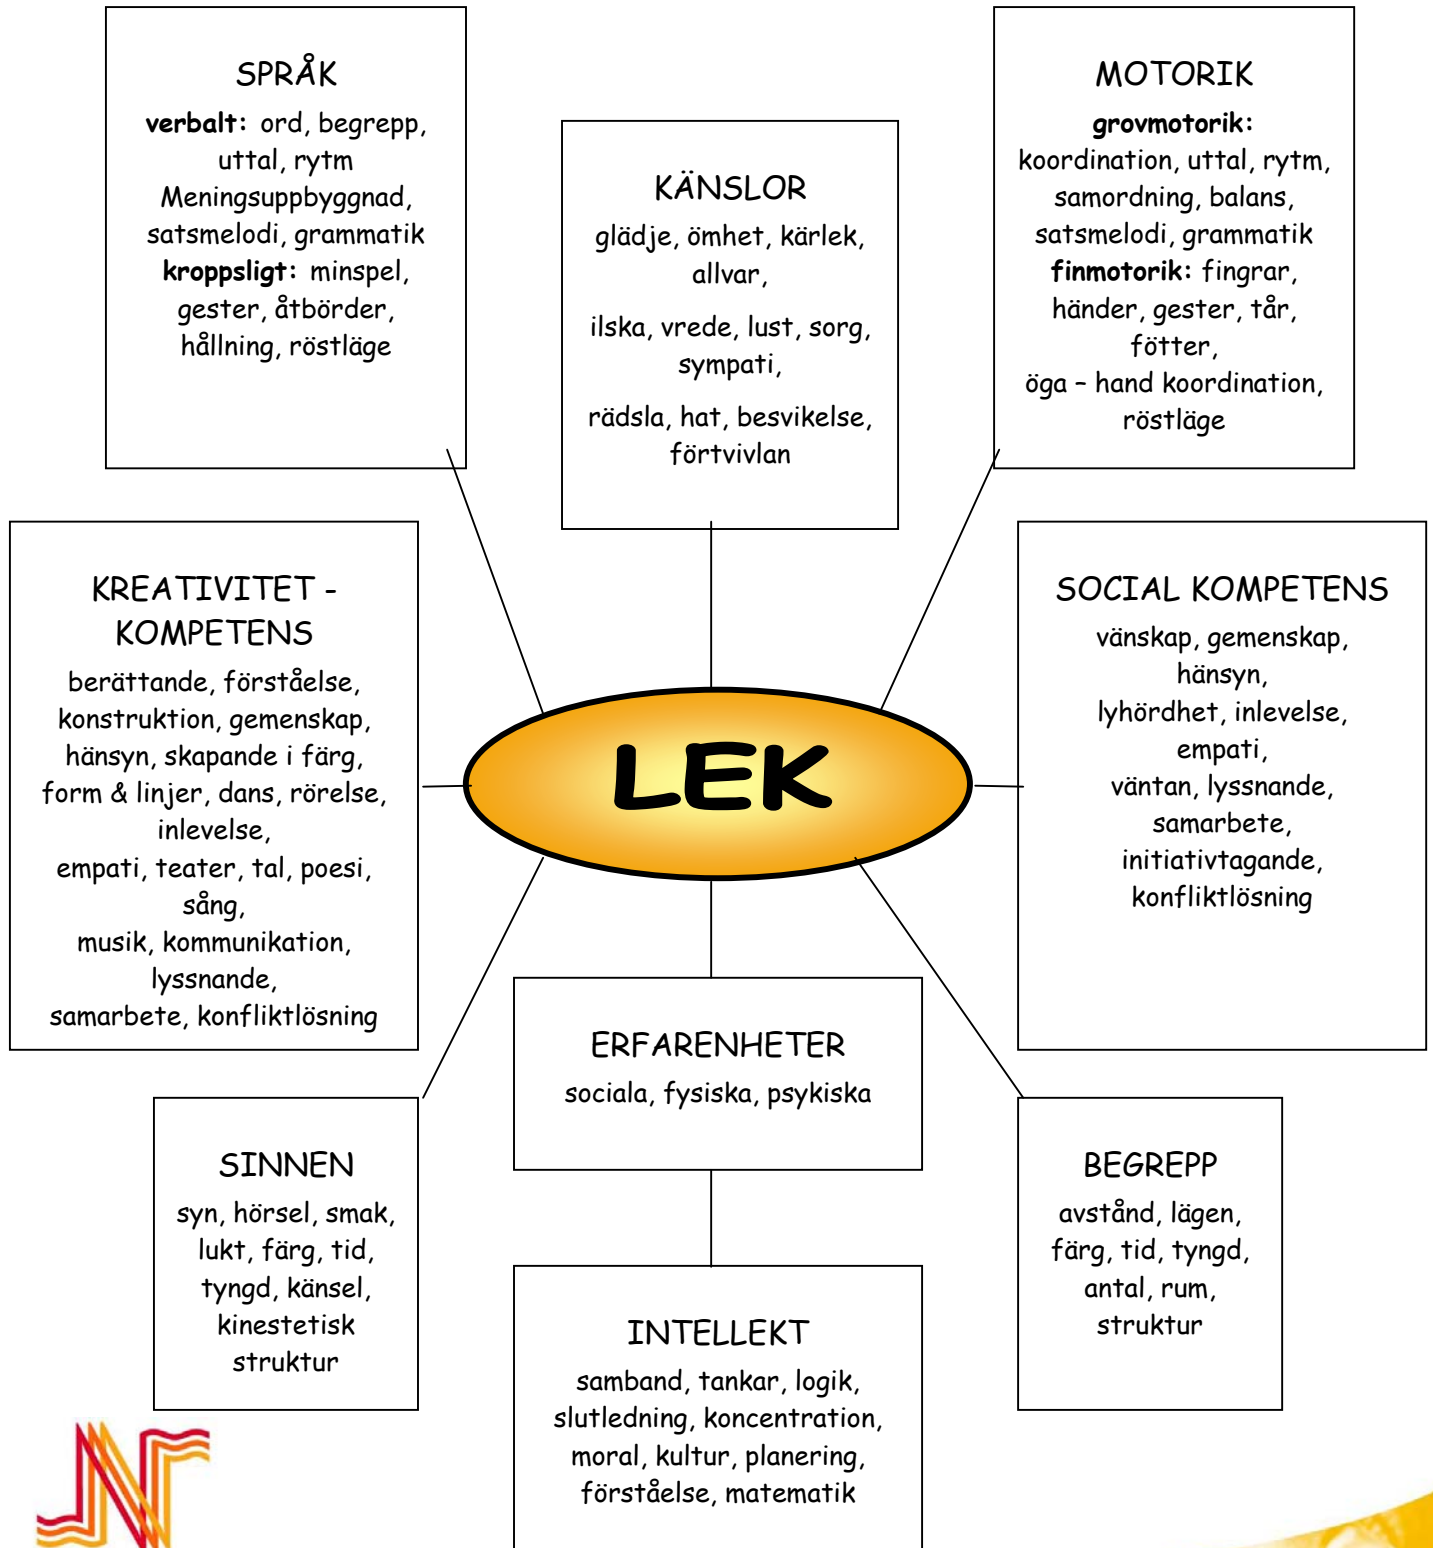 SPRÅK
verbalt: ord, begrepp,
uttal, rytm
Meningsuppbyggnad,
satsmelodi, grammatik
kroppsligt: minspel,
gester, åtbörder,
hållning, röstläge
KÄNSLOR
glädje, ömhet, kärlek,
allvar,
ilska, vrede, lust, sorg,
sympati,
rädsla, hat, besvikelse,
förtvivlan
MOTORIK
grovmotorik:
koordination, uttal, rytm,
samordning, balans,
satsmelodi, grammatik
finmotorik: fingrar,
händer, gester, tår,
fötter,
öga – hand koordination,
röstläge
KREATIVITET -
KOMPETENS
berättande, förståelse,
konstruktion, gemenskap,
hänsyn, skapande i färg,
form & linjer, dans, rörelse,
inlevelse,
empati, teater, tal, poesi,
sång,
musik, kommunikation,
lyssnande,
samarbete, konfliktlösning
LEK
SOCIAL KOMPETENS
vänskap, gemenskap,
hänsyn,
lyhördhet, inlevelse,
empati,
väntan, lyssnande,
samarbete,
initiativtagande,
konfliktlösning
ERFARENHETER
sociala, fysiska, psykiska
SINNEN
syn, hörsel, smak,
lukt, färg, tid,
tyngd, känsel,
kinestetisk
struktur
INTELLEKT
samband, tankar, logik,
slutledning, koncentration,
moral, kultur, planering,
förståelse, matematik
BEGREPP
avstånd, lägen,
färg, tid, tyngd,
antal, rum,
struktur